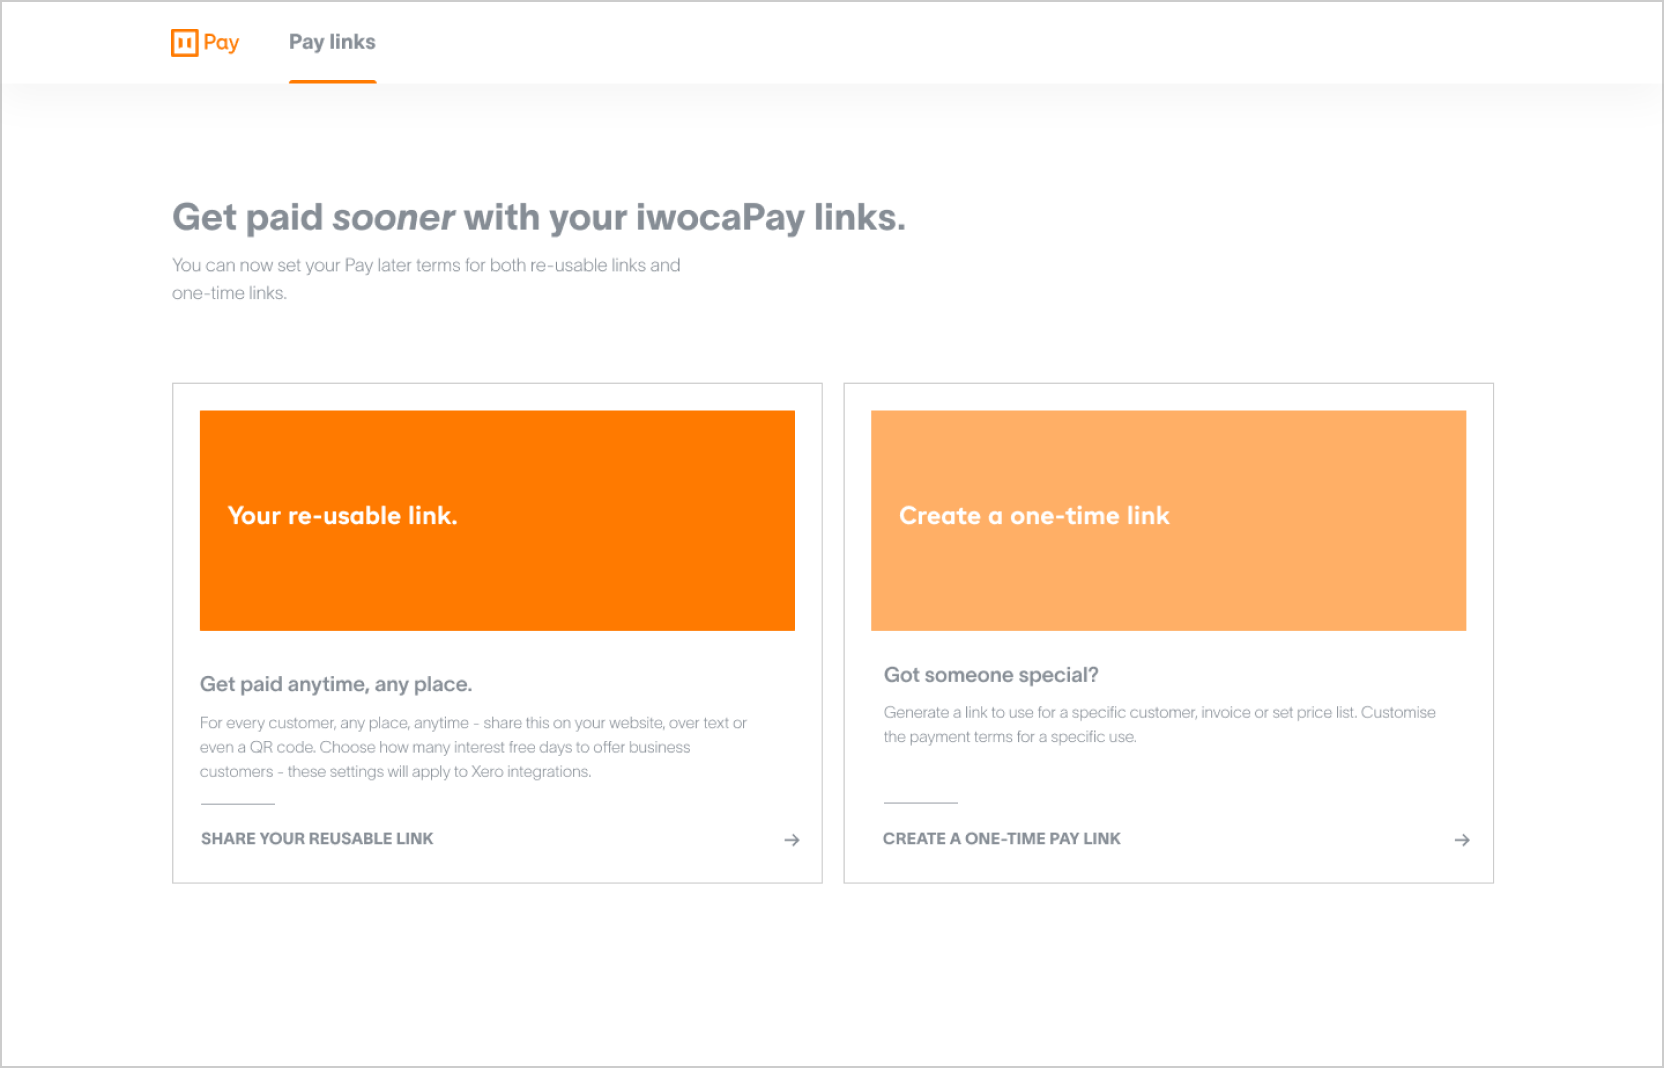 Pay
Pay links
Get paid sooner with your iwocaPay links.
You can now set your Pay later terms for both re-usable links and
one-time links.
Your re-usable link.
Get paid anytime, any place.
For every customer, any place, anytime - share this on your website, over text or
even a QR code. Choose how many interest free days to offer business
customers - these settings will apply to Xero integrations.
SHARE YOUR REUSABLE LINK
Create a one-time link
Got someone special?
Generate a link to use for a specific customer, invoice or set price list. Customise
the payment terms for a specific use.
CREATE A ONE-TIME PAY LINK